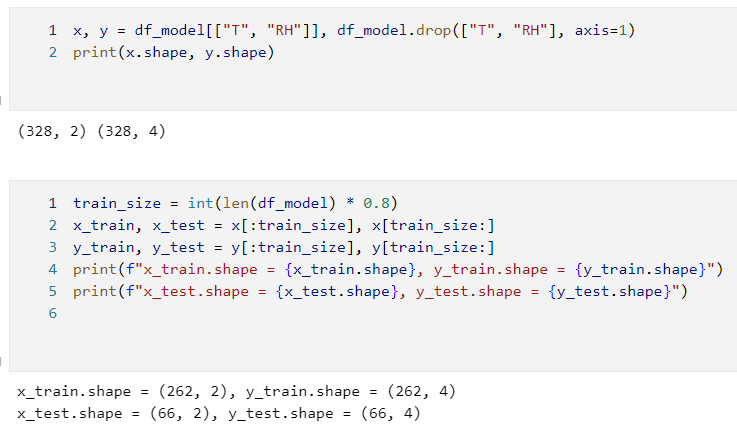 1 x, y = df_model[["T", "RH"]], df_model.drop(["T", "RH"], axis=1)
2 print(x.shape, y.shape)
(328, 2) (328, 4)
1 train_size = int(len(df_model) * 0.8)
2 x_train, x_test = x[:train_size], x[train_size:]
3 y_train, y_test = y[:train_size], y[train_size:]
4 print(f"x_train.shape = {x_train.shape}, y_train.shape = {y_train.shape}")
5 print(f"x_test.shape = {x_test.shape}, y_test.shape = {y_test.shape}")
6
x_train.shape = (262, 2), y_train.shape = (262, 4)
x_test.shape = (66, 2), y_test.shape = (66, 4)